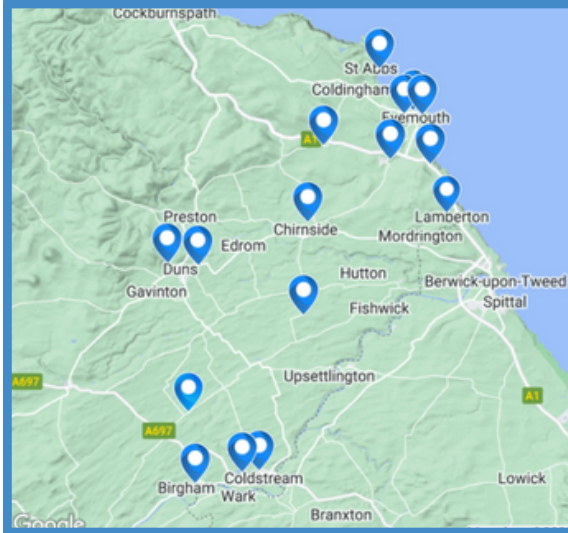 Cockburnspath
St Abbs
Coldingham
Eyemouth
A1
Preston
Chirnside
Lamberton
Edrom
Mordrington
Duns
Hutton
Berwick-upon-Tweed
Gavinton
Fishwick
Spittal
Upsettlington
A697
A1
A697
Coldstream
Birgham
Wark
Lowick
Branxton
Google